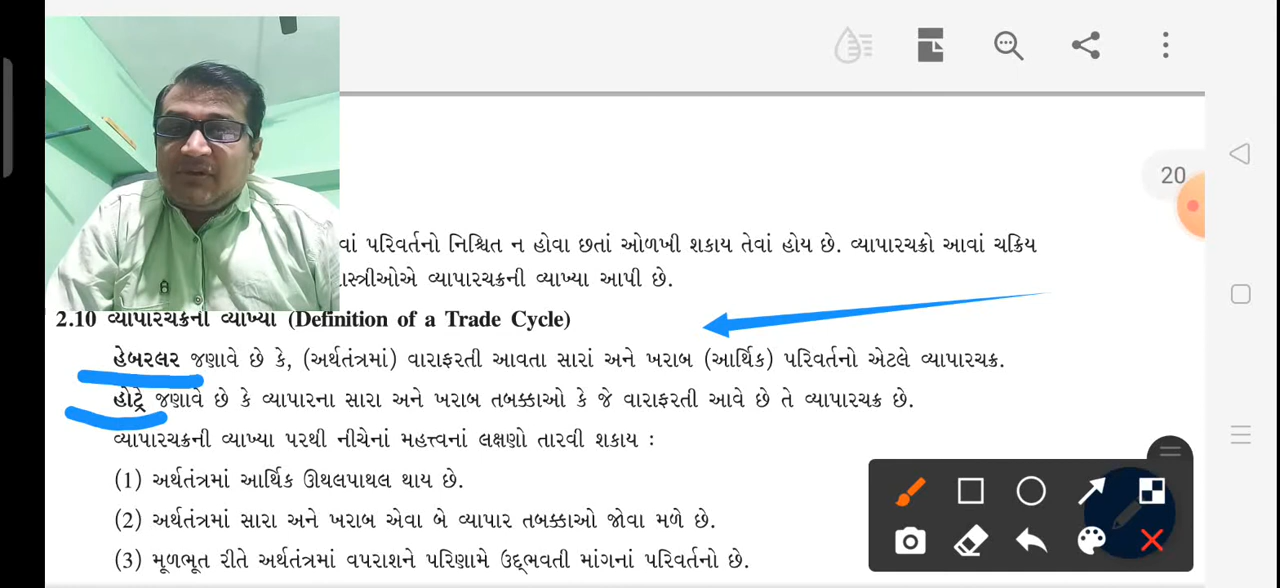 20
વાં પરિવર્તનો નિશ્ચિત ન હોવા છતાં ઓળખી શકાય તેવાં હોય છે. વ્યાપારચક્રો આવાં ચક્રિય
ાસ્ત્રીઓએ વ્યાપારચક્રની વ્યાખ્યા આપી છે.
2.10 વ્યાપારચક્રની વ્યાખ્યા (Definition of a Trade Cycle)
હેબરલર જણાવે છે કે, (અર્થતંત્રમાં) વારાફરતી આવતા સારાં અને ખરાબ (આર્થિક) પરિવર્તનો એટલે વ્યાપારચક્ર.
હોટ્રે જણાવે છે કે વ્યાપારના સારા અને ખરાબ તબક્કાઓ કે જે વારાફરતી આવે છે તે વ્યાપારચક્ર છે.
વ્યાપારચક્રની વ્યાખ્યા પરથી નીચેનાં મહત્ત્વનાં લક્ષણો તારવી શકાય :
(1) અર્થતંત્રમાં આર્થિક ઊથલપાથલ થાય છે.
(2) અર્થતંત્રમાં સારા અને ખરાબ એવા બે વ્યાપાર તબક્કાઓ જોવા મળે છે.
(3) મૂળભૂત રીતે અર્થતંત્રમાં વપરાશને પરિણામે ઉદ્ભવતી માંગનાં પરિવર્તનો છે.